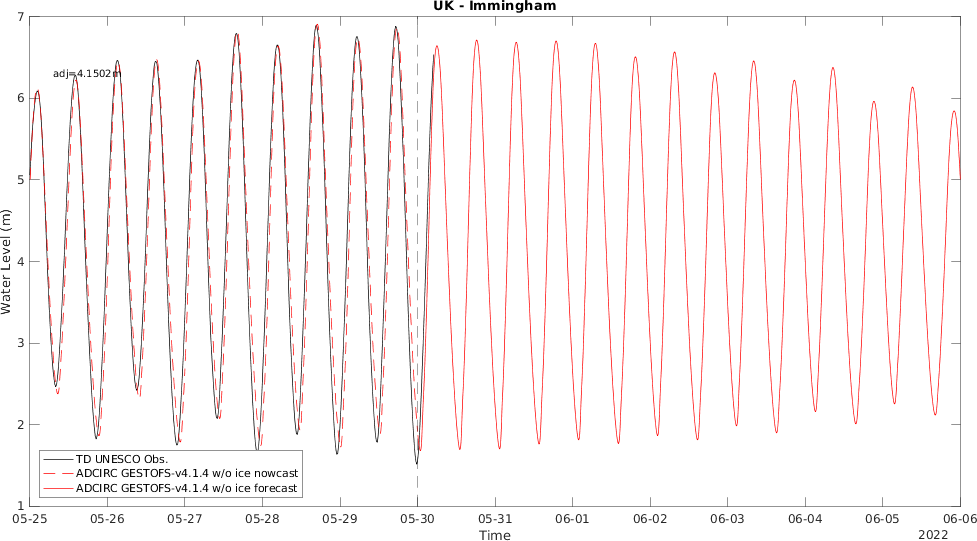 UK - Immingham
7
adj=4.1502m
6
5
4
3
2
1
Water Level (m)
TD UNESCO Obs.
ADCIRC GESTOFS-v4.1.4 w/o ice nowcast
ADCIRC GESTOFS-v4.1.4 w/o ice forecast
05-25 05-26 05-27 05-28 05-29 05-30 05-31 06-01 06-02 06-03 06-04 06-05 06-06
Time
2022